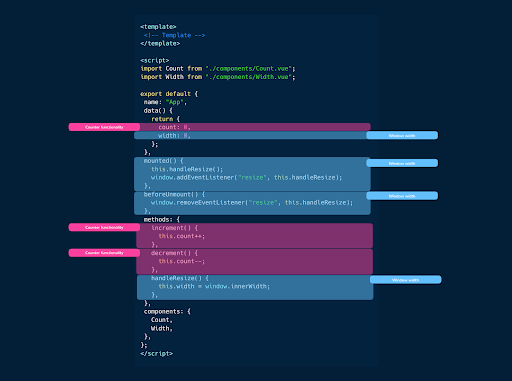 <template>
<!-- Template -->
</template>
<script>
import Count from "./components/Count.vue";
import Width from "./components/Width.vue";
export default {
name: "App",
data() {
return {
Counter functionality
count: 0,
width: 0,
Window width
};
},
mounted() {
Window width
this.handleResize();
window.addEventListener("resize", this.handleResize);
},
beforeUnmount() {
Window width
window.removeEventListener("resize", this.handleResize);
},
methods: {
Counter functionality
increment() {
this.count++;
},
Counter functionality
decrement() {
this.count--;
},
handleResize() {
Window width
this.width = window.innerWidth;
},
},
components: {
Count,
Width,
},
};
</script>